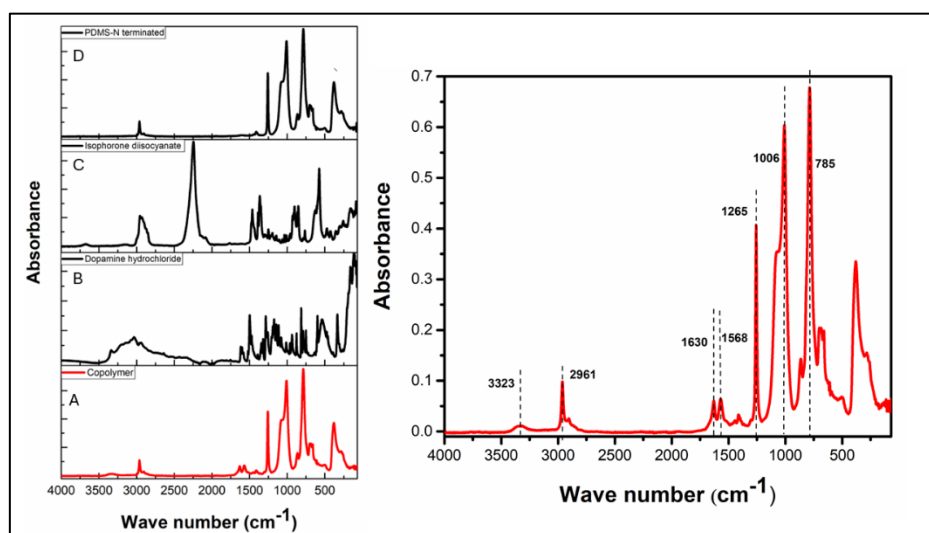 PDMS-N terminated
D
Isophorone diisocyanate
C
Dopamine hydrochloride
B
Copolymer
A
Absorbance
4000 3500 3000 2500 2000 1500 1000 500
Wave number (cm-1)
0.7
0.6
0.5
0.4
0.3
0.2
0.1
0.0
Absorbance
1006
785
1265
1630
1568
3323
2961
4000 3500 3000 2500 2000 1500 1000 500
Wave number (cm-1)